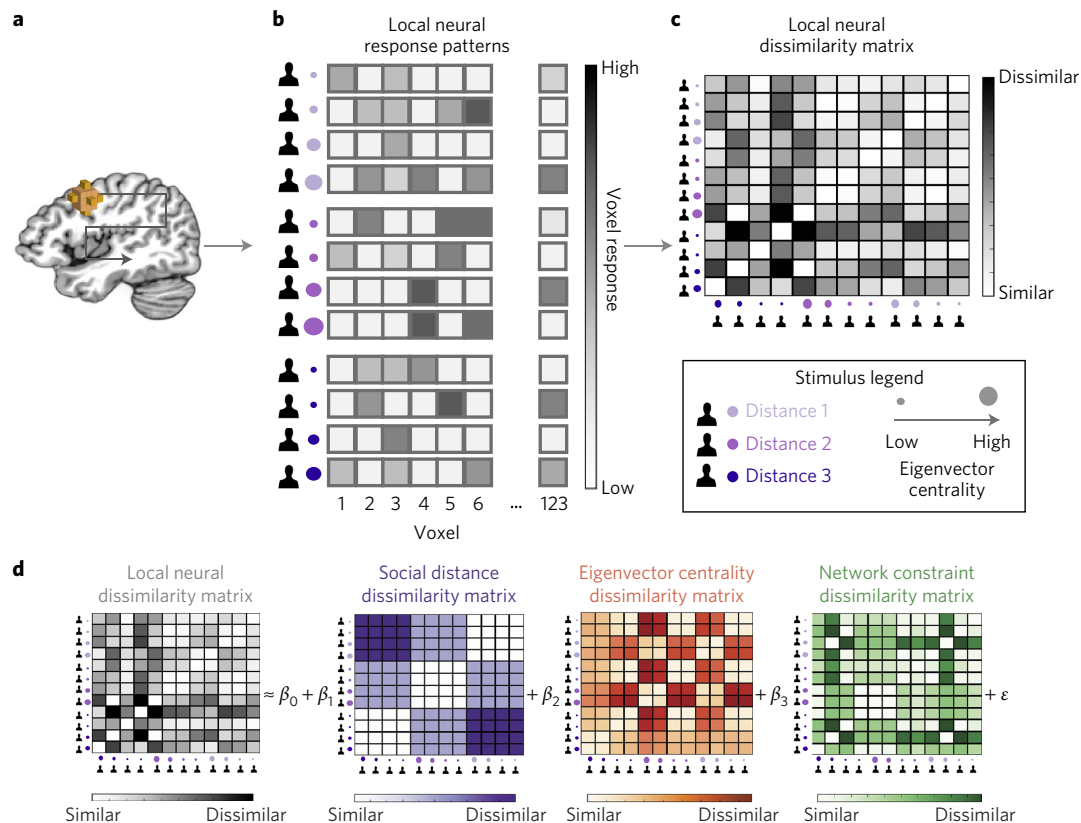 a
b
Local neural
response patterns
High
Low
Voxel response
1 2 3 4 5 6 ... 123
Voxel
c
Local neural
dissimilarity matrix
Dissimilar
Similar
Stimulus legend
Distance 1
Distance 2
Distance 3
Low High
Eigenvector
centrality
d
Local neural
dissimilarity matrix
Social distance
dissimilarity matrix
Eigenvector centrality
dissimilarity matrix
Network constraint
dissimilarity matrix
≈ β0 + β1 + β2 + β3 + ε
Similar Dissimilar
Similar Dissimilar
Similar Dissimilar
Similar Dissimilar